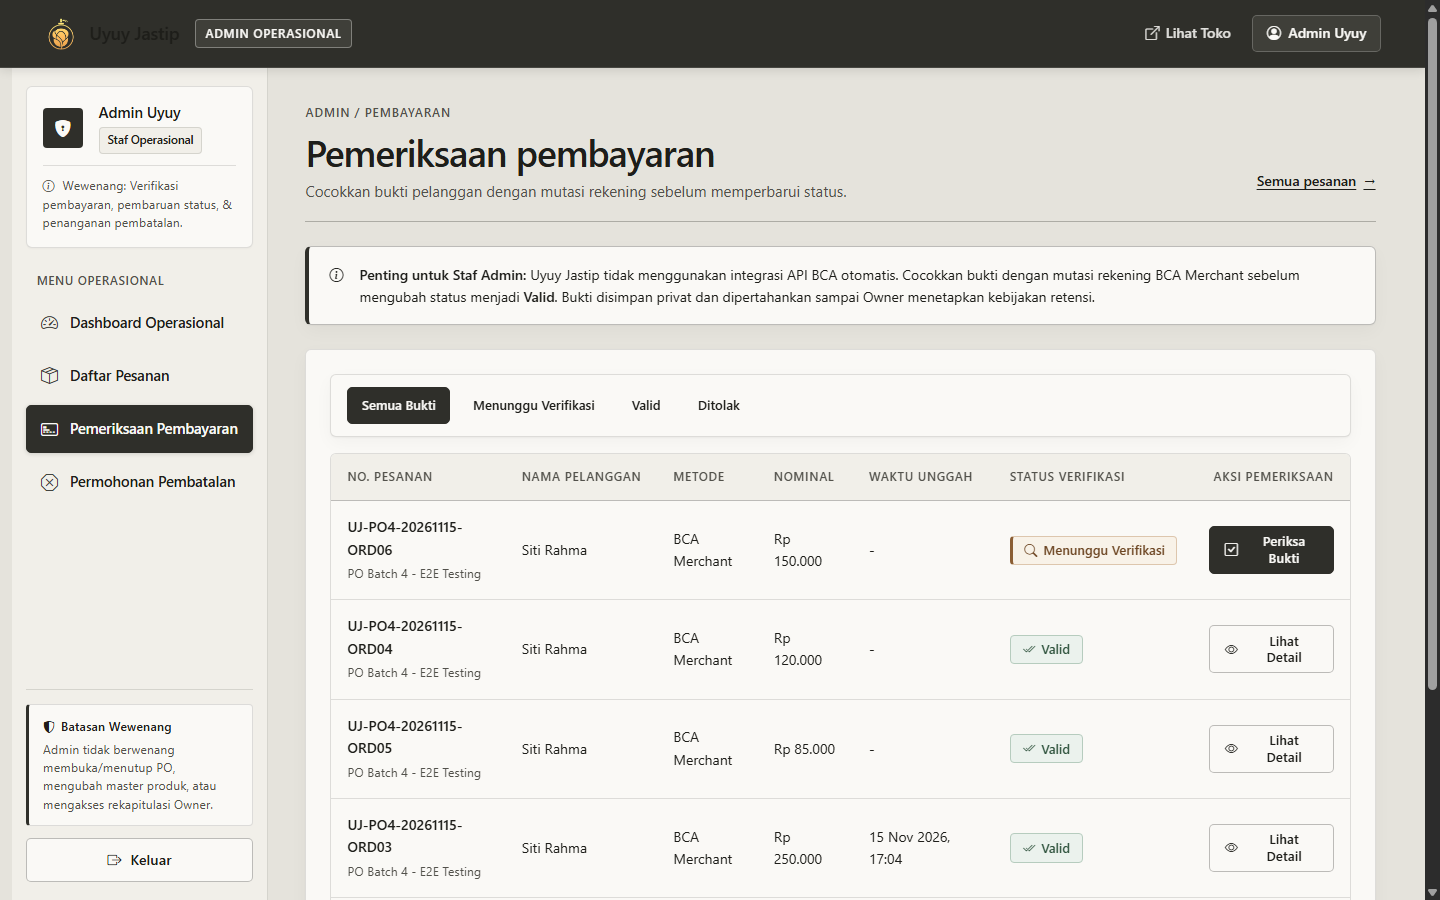 Uyuy Jastip
ADMIN OPERASIONAL
Lihat Toko
Admin Uyuy
Admin Uyuy
Staf Operasional
Wewenang: Verifikasi
pembayaran, pembaruan status, &
penanganan pembatalan.
MENU OPERASIONAL
Dashboard Operasional
Daftar Pesanan
Pemeriksaan Pembayaran
Permohonan Pembatalan
Batasan Wewenang
Admin tidak berwenang
membuka/menutup PO,
mengubah master produk, atau
mengakses rekapitulasi Owner.
Keluar
ADMIN / PEMBAYARAN
Pemeriksaan pembayaran
Cocokkan bukti pelanggan dengan mutasi rekening sebelum memperbarui status.
Semua pesanan →
Penting untuk Staf Admin: Uyuy Jastip tidak menggunakan integrasi API BCA otomatis. Cocokkan bukti dengan mutasi rekening BCA Merchant sebelum
mengubah status menjadi Valid. Bukti disimpan privat dan dipertahankan sampai Owner menetapkan kebijakan retensi.
Semua Bukti Menunggu Verifikasi Valid Ditolak
NO. PESANAN NAMA PELANGGAN METODE NOMINAL WAKTU UNGGAH STATUS VERIFIKASI AKSI PEMERIKSAAN
UJ-PO4-20261115-
ORD06
PO Batch 4 - E2E Testing
Siti Rahma
BCA
Merchant
Rp
150.000
-
Menunggu Verifikasi
Periksa
Bukti
UJ-PO4-20261115-
ORD04
PO Batch 4 - E2E Testing
Siti Rahma
BCA
Merchant
Rp
120.000
-
Valid
Lihat
Detail
UJ-PO4-20261115-
ORD05
PO Batch 4 - E2E Testing
Siti Rahma
BCA
Merchant
Rp 85.000
-
Valid
Lihat
Detail
UJ-PO4-20261115-
ORD03
PO Batch 4 - E2E Testing
Siti Rahma
BCA
Merchant
Rp
250.000
15 Nov 2026,
17:04
Valid
Lihat
Detail